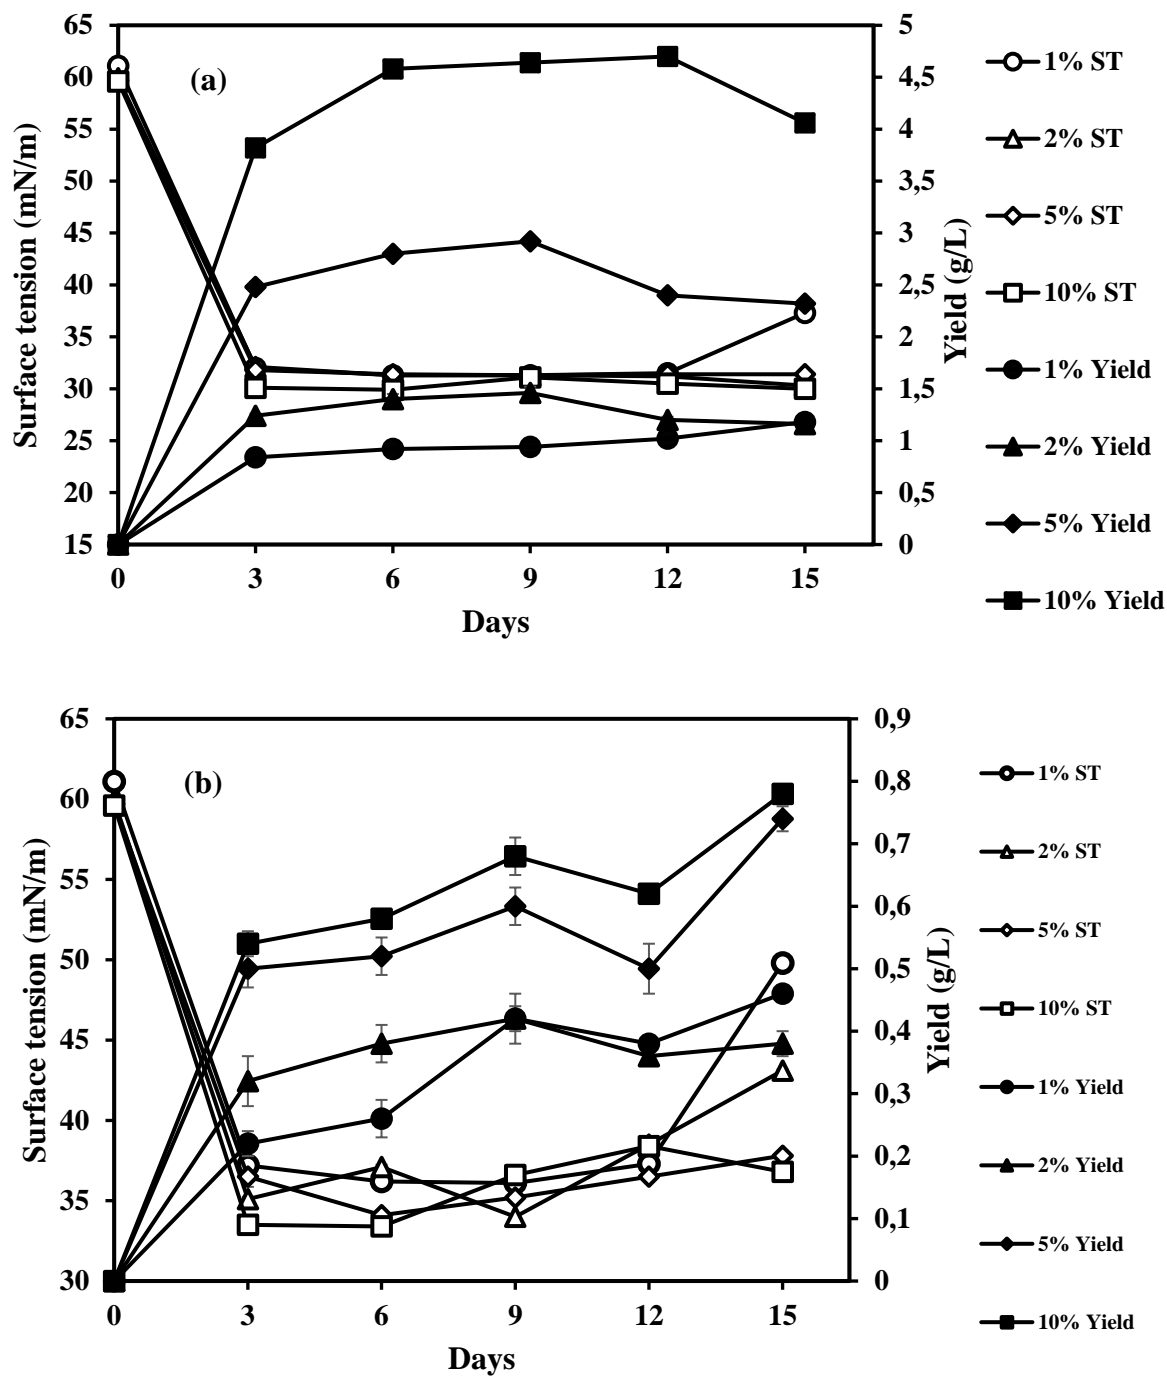 65
60
55
50
45
40
35
30
25
20
15
Surface tension (mN/m)
(a)
5
4,5
4
3,5
3
2,5
2
1,5
1
0,5
0
Yield (g/L)
0 3 6 9 12 15
Days
1% ST
2% ST
5% ST
10% ST
1% Yield
2% Yield
5% Yield
10% Yield
65
60
55
50
45
40
35
30
Surface tension (mN/m)
(b)
0,9
0,8
0,7
0,6
0,5
0,4
0,3
0,2
0,1
0
Yield (g/L)
0 3 6 9 12 15
Days
1% ST
2% ST
5% ST
10% ST
1% Yield
2% Yield
5% Yield
10% Yield